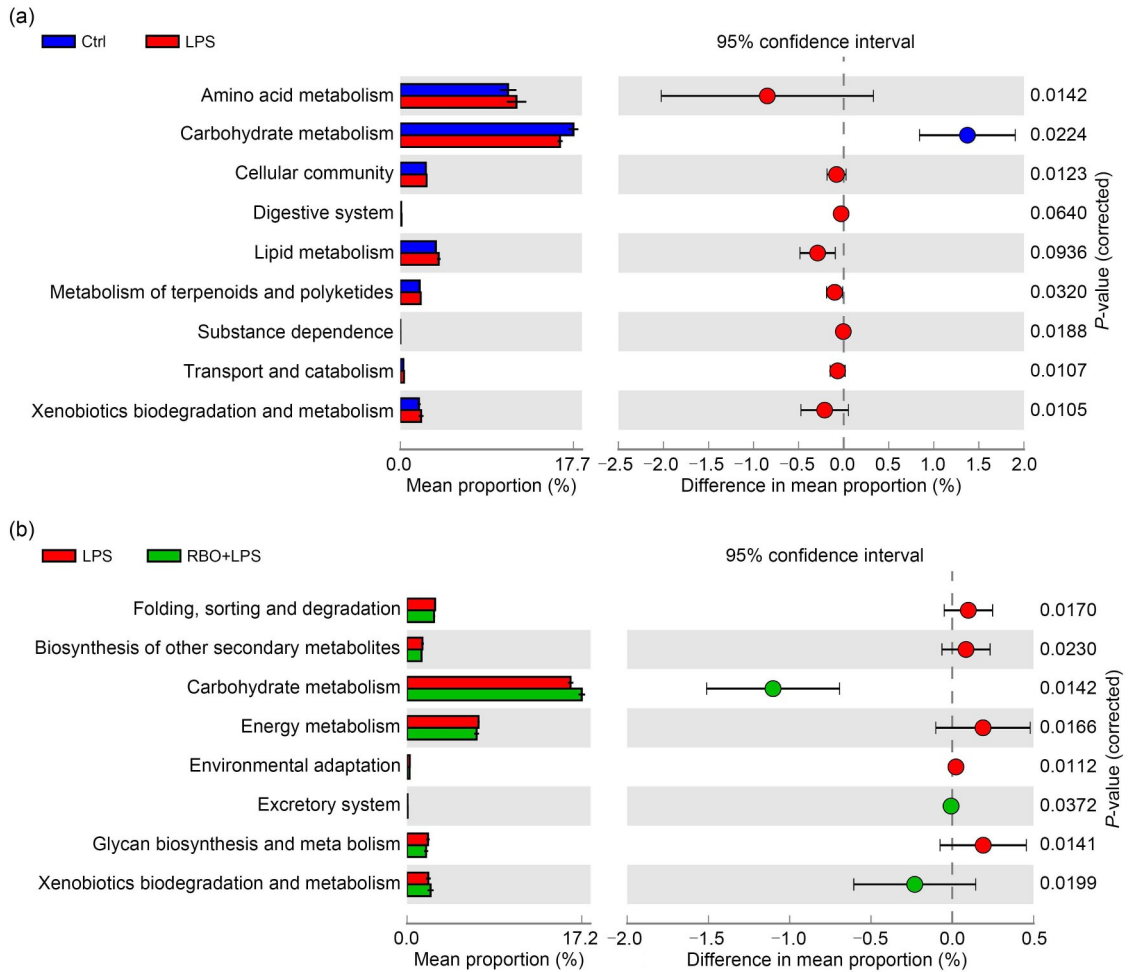 (a)
Ctrl LPS 95% confidence interval
Amino acid metabolism 0.0142
Carbohydrate metabolism 0.0224
Cellular community 0.0123
Digestive system 0.0640
Lipid metabolism 0.0936
Metabolism of terpenoids and polyketides 0.0320
Substance dependence 0.0188
Transport and catabolism 0.0107
Xenobiotics biodegradation and metabolism 0.0105
P-value (corrected)
0.0 17.7 −2.5 −2.0 −1.5 −1.0 −0.5 0.0 0.5 1.0 1.5 2.0
Mean proportion (%) Difference in mean proportion (%)
(b)
LPS RBO+LPS 95% confidence interval
Folding, sorting and degradation 0.0170
Biosynthesis of other secondary metabolites 0.0230
Carbohydrate metabolism 0.0142
Energy metabolism 0.0166
Environmental adaptation 0.0112
Excretory system 0.0372
Glycan biosynthesis and meta bolism 0.0141
Xenobiotics biodegradation and metabolism 0.0199
P-value (corrected)
0.0 17.2 −2.0 −1.5 −1.0 −0.5 0.0 0.5
Mean proportion (%) Difference in mean proportion (%)